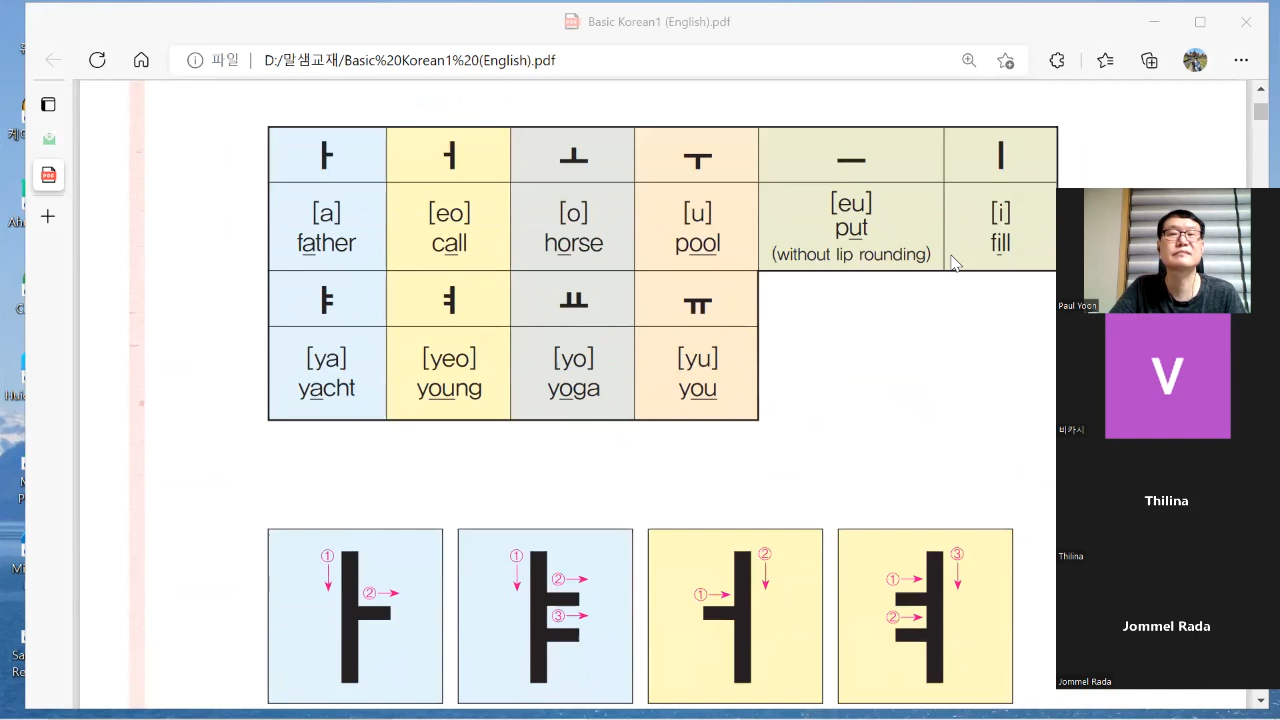 Basic Korean1 (English).pdf
파일 D:/말샘교재/Basic%20Korean1%20(English).pdf
ㅏ ㅓ ㅗ ㅜ ㅡ ㅣ
[a] [eo] [o] [u] [eu] [i]
father call horse pool put fill
(without lip rounding)
ㅑ ㅕ ㅛ ㅠ
[ya] [yeo] [yo] [yu]
yacht young yoga you
① ② ㅏ
① ② ③ ㅑ
① ② ㅓ
① ② ③ ㅕ
Paul Yoon
V
비카시
Thilina
Thilina
Jommel Rada
Jommel Rada